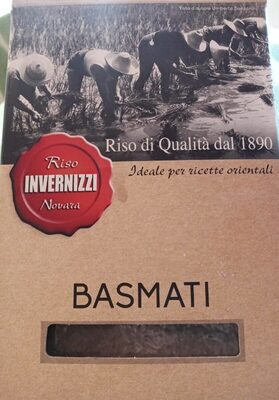 Riso di Qualità dal 1890
Ideale per ricette orientali
Riso
INVERNIZZI
Novara
BASMATI